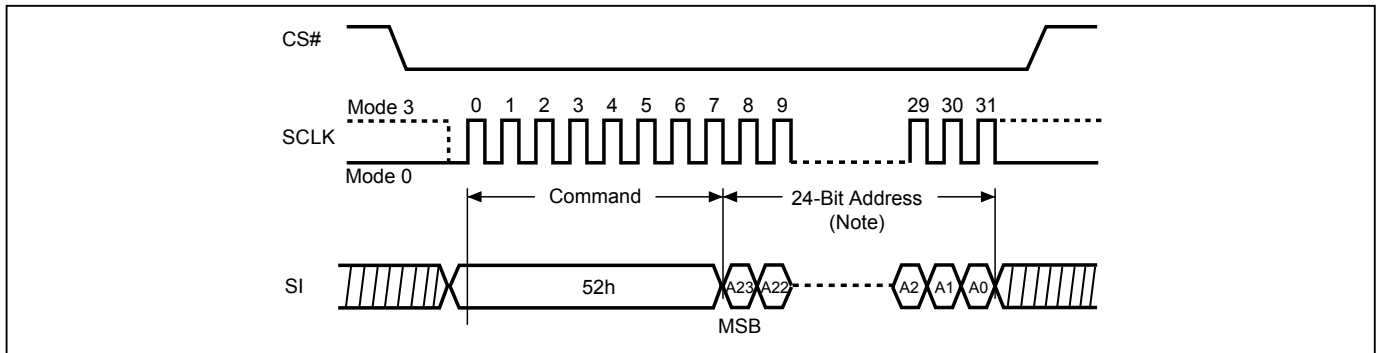 CS#
Mode 3 0 1 2 3 4 5 6 7 8 9 29 30 31
SCLK
Mode 0
Command 24-Bit Address
(Note)
SI 52h A23 A22 A2 A1 A0
MSB